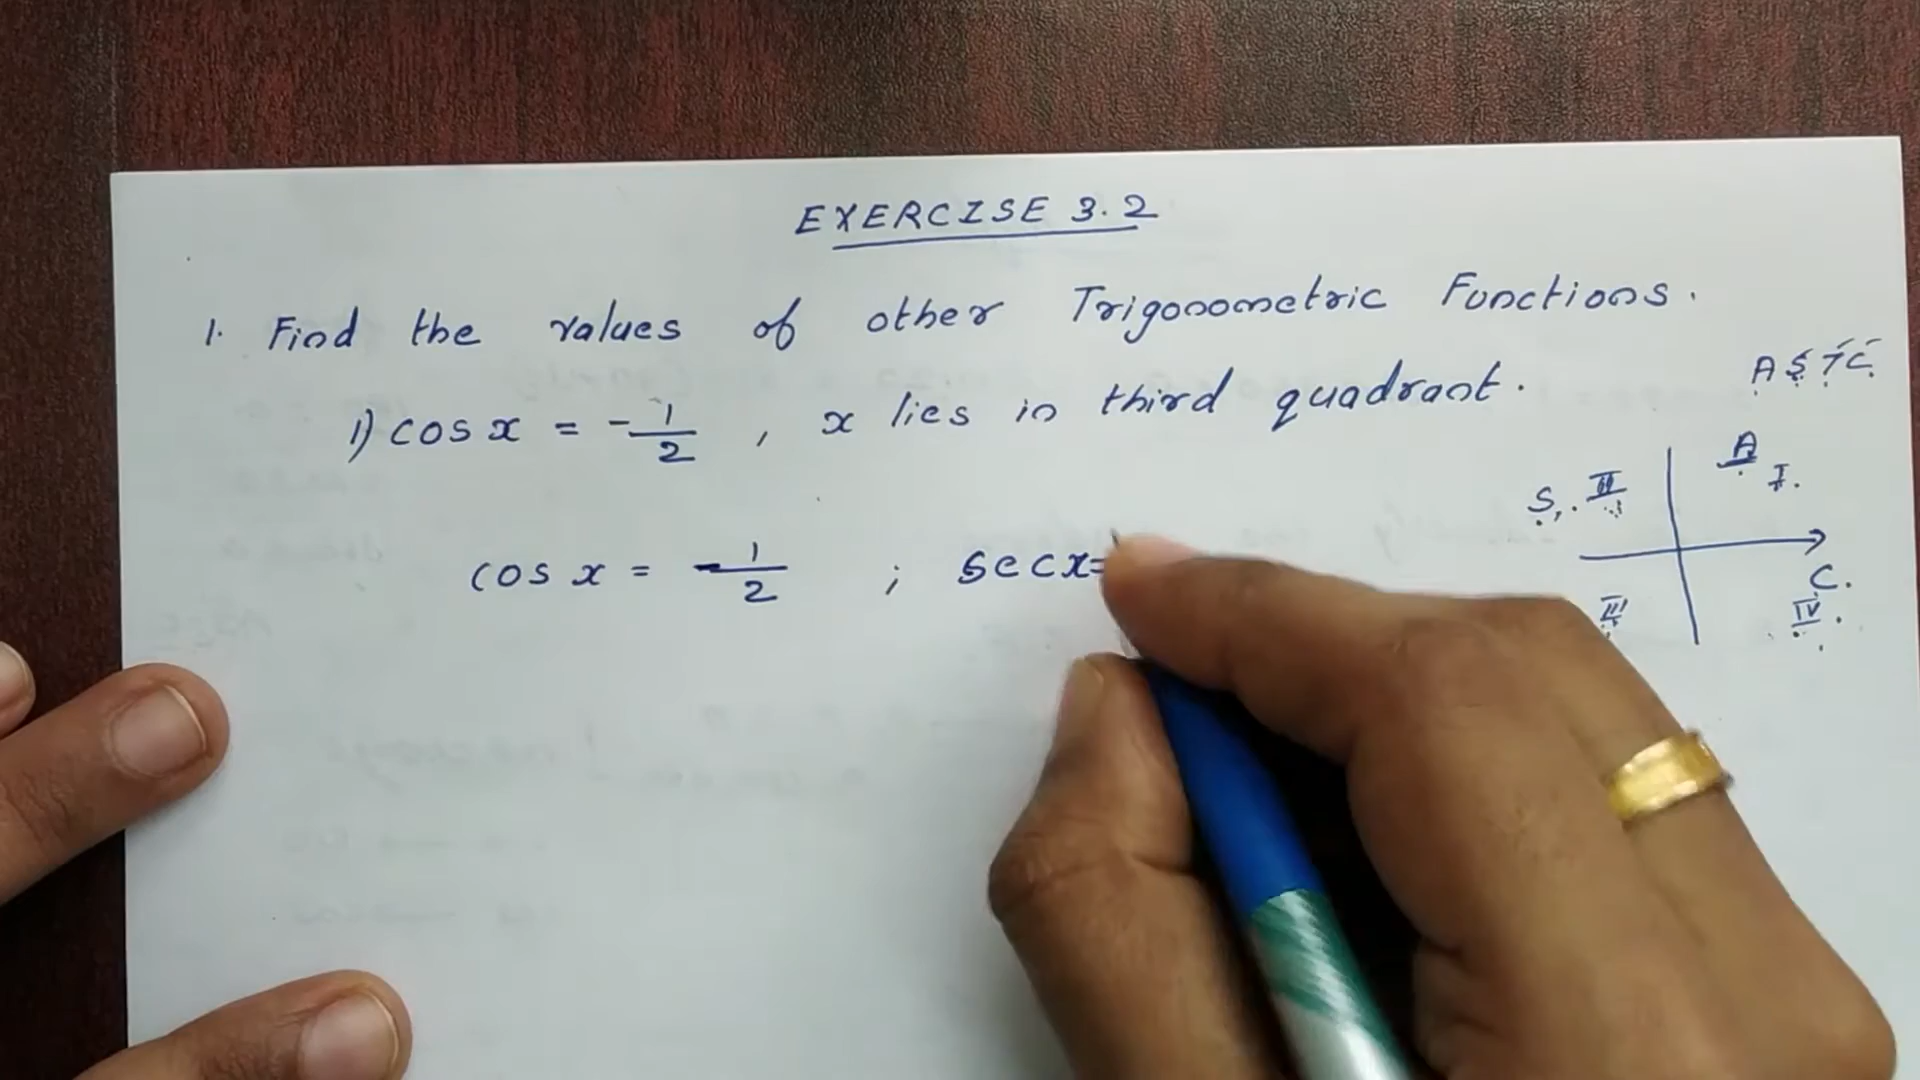 EXERCISE 3.2
1. Find the values of other Trigonometric Functions.
1) cos x = -1/2 , x lies in third quadrant.
A S T C
A
I.
S, . II
cos x = -1/2 ; sec x =
C.
III
IV.